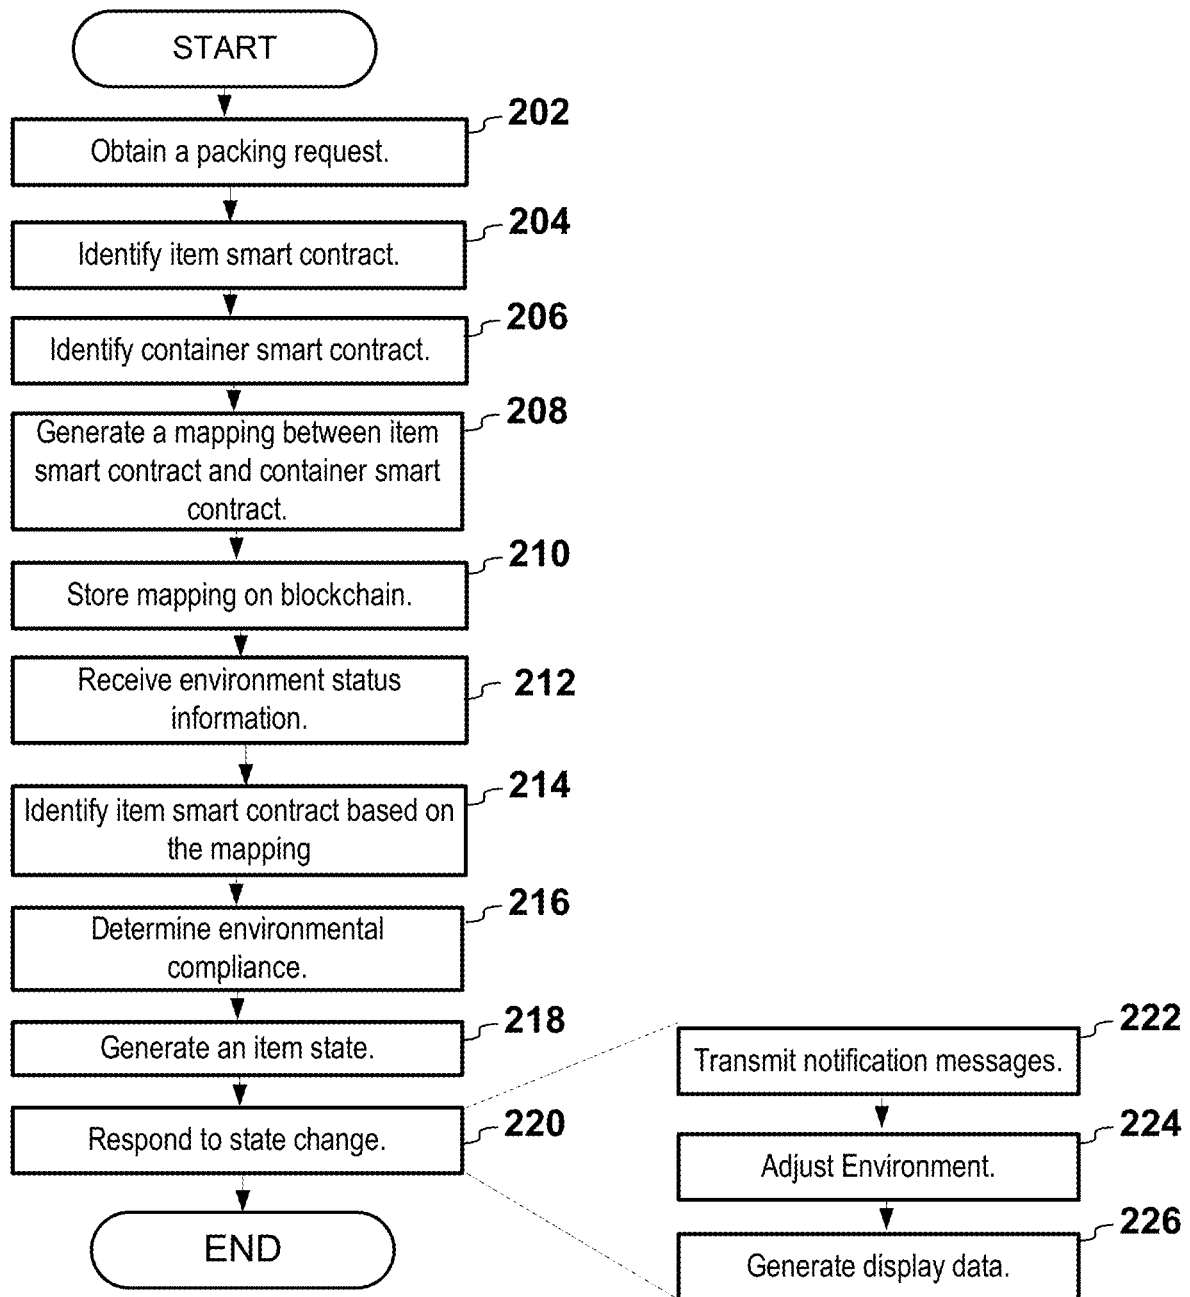 START
202
Obtain a packing request.
204
Identify item smart contract.
206
Identify container smart contract.
208
Generate a mapping between item
smart contract and container smart
contract.
210
Store mapping on blockchain.
212
Receive environment status
information.
214
Identify item smart contract based on
the mapping
216
Determine environmental
compliance.
218
Generate an item state.
220
Respond to state change.
END
222
Transmit notification messages.
224
Adjust Environment.
226
Generate display data.